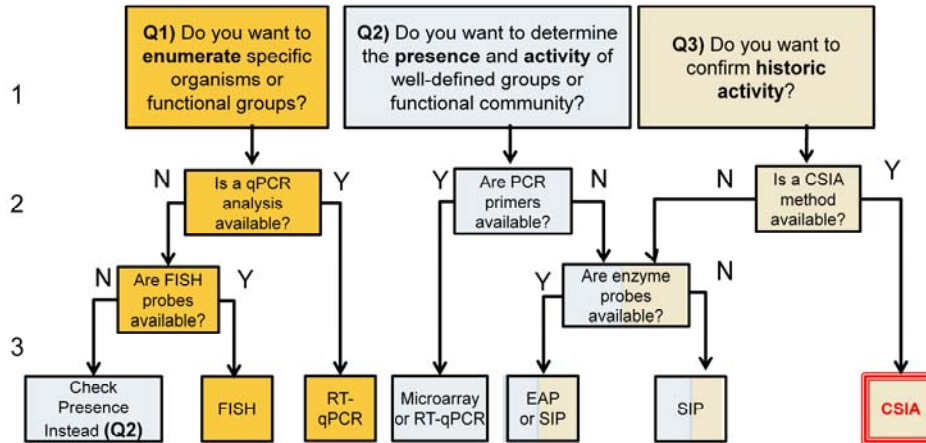 1
Q1) Do you want to
enumerate specific
organisms or
functional groups?
Q2) Do you want to determine
the presence and activity of
well-defined groups or
functional community?
Q3) Do you want to
confirm historic
activity?
2
N
Is a qPCR
analysis
available?
Y
Y
Are PCR
primers
available?
N
N
Is a CSIA
method
available?
Y
N
Are FISH
probes
available?
Y
Y
Are enzyme
probes
available?
N
3
Check
Presence
Instead (Q2)
FISH
RT-
qPCR
Microarray
or RT-qPCR
EAP
or SIP
SIP
CSIA